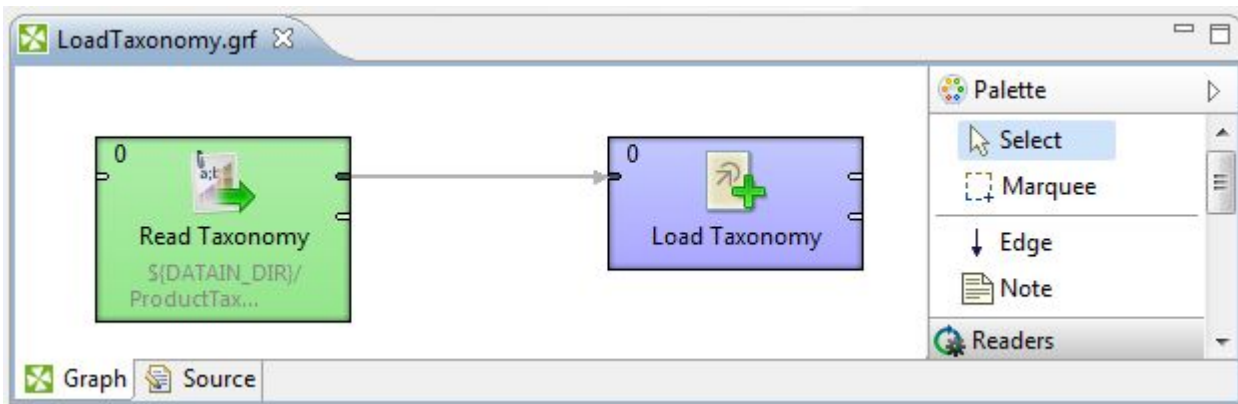 LoadTaxonomy.grf
Palette
Select
Marquee
Edge
Note
Readers
0
Read Taxonomy
${DATAIN_DIR}/
ProductTax...
0
Load Taxonomy
Graph
Source